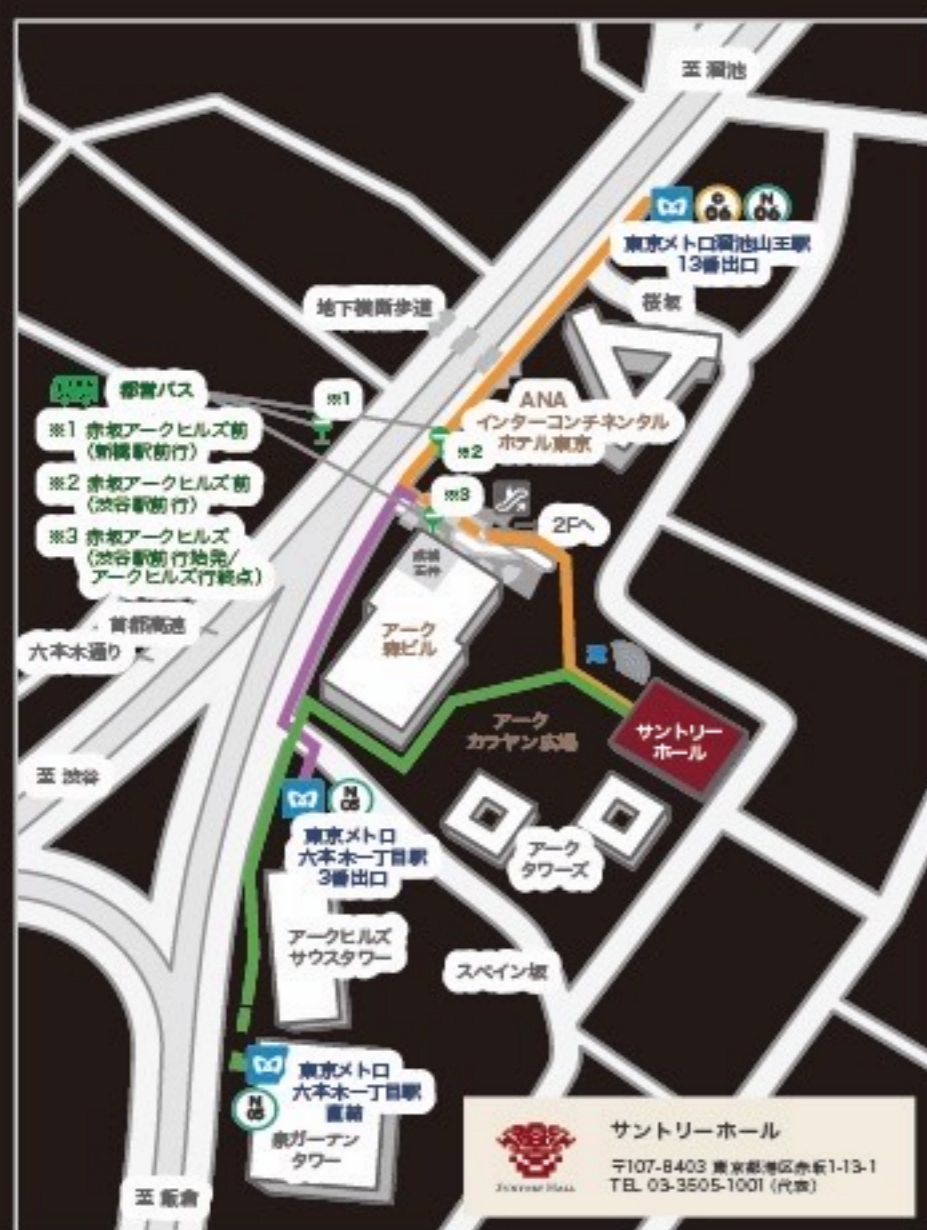 至 溜池
G
06
N
06
東京メトロ溜池山王駅
13番出口
桜坂
地下横断歩道
都営バス
※1
※1 赤坂アークヒルズ前
(新橋駅前行)
※2 赤坂アークヒルズ前
(渋谷駅前行)
※3 赤坂アークヒルズ
(渋谷駅前行始発/
アークヒルズ行終点)
ANA
インターコンチネンタル
ホテル東京
※2
※3
2Fへ
首都高速
六本木通り
アーク
森ビル
滝
アーク
カラヤン広場
サントリー
ホール
至 渋谷
N
05
東京メトロ
六本木一丁目駅
3番出口
アーク
タワーズ
アークヒルズ
サウスタワー
スペイン坂
東京メトロ
六本木一丁目駅
直結
N
05
泉ガーデン
タワー
至 飯倉
SUNTORY HALL
サントリーホール
〒107-8403 東京都港区赤坂1-13-1
TEL 03-3505-1001 (代表)